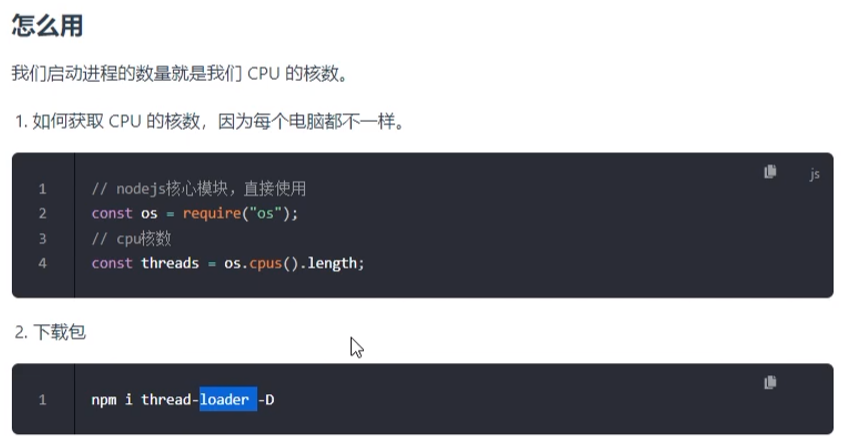 怎么用
我们启动进程的数量就是我们 CPU 的核数。
1. 如何获取 CPU 的核数，因为每个电脑都不一样。
js
1 // nodejs核心模块，直接使用
2 const os = require("os");
3 // cpu核数
4 const threads = os.cpus().length;
2. 下载包
1 npm i thread-loader -D